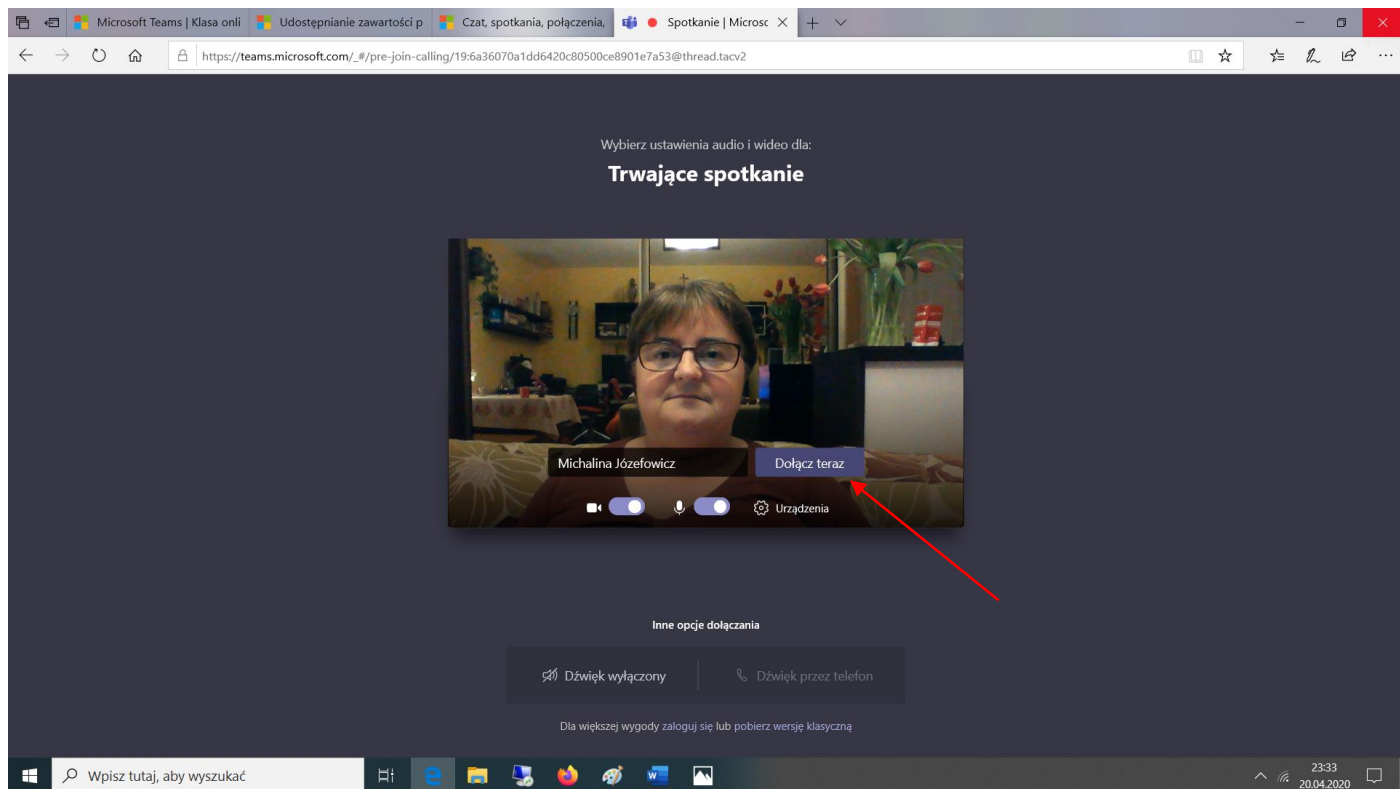 Microsoft Teams | Klasa onli
Udostępnianie zawartości p
Czat, spotkania, połączenia,
Spotkanie | Microsc
https://teams.microsoft.com/_#/pre-join-calling/19:6a36070a1dd6420c80500ce8901e7a53@thread.tacv2
Wybierz ustawienia audio i wideo dla:
Trwające spotkanie
Michalina Józefowicz
Dołącz teraz
Urządzenia
Inne opcje dołączania
Dźwięk wyłączony
Dźwięk przez telefon
Dla większej wygody zaloguj się lub pobierz wersję klasyczną
Wpisz tutaj, aby wyszukać
23:33
20.04.2020